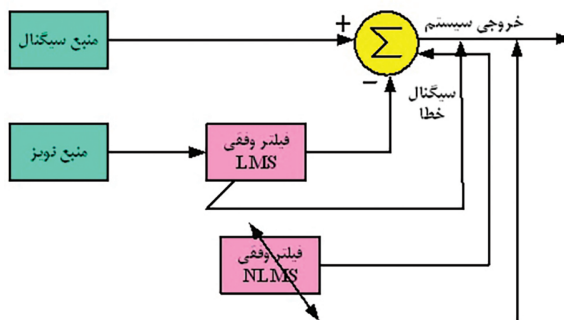 منبع سیگنال
+
Σ
خروجی سیستم
–
سیگنال
خطا
منبع نویز
فیلتر وفقی
LMS
فیلتر وفقی
NLMS